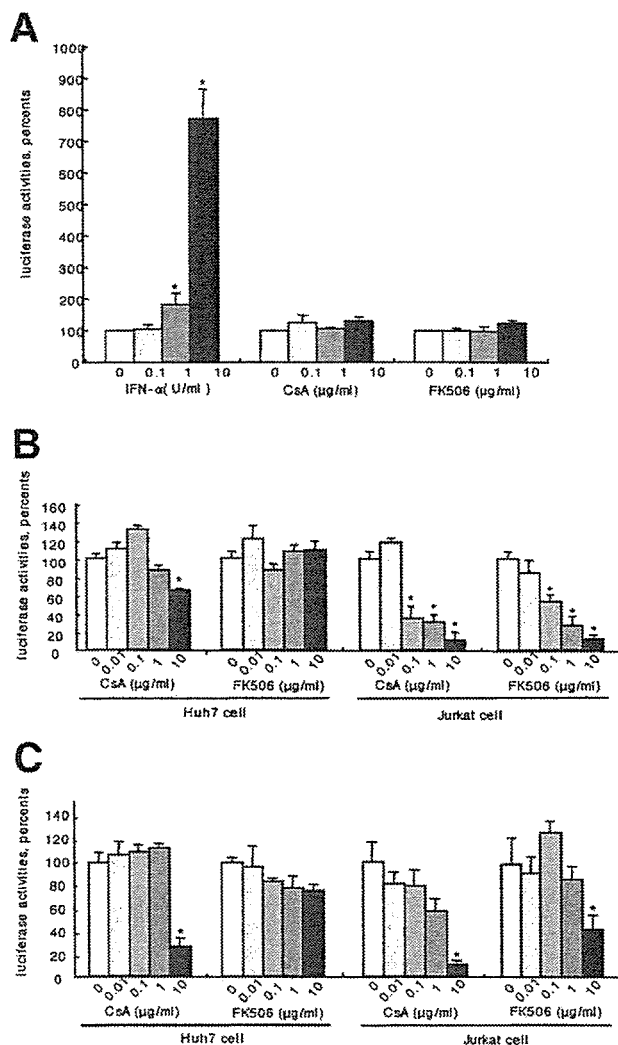 A
luciferase activities, percents
1000
900
800
700
600
500
400
300
200
100
0
*
*
0 0.1 1 10 0 0.1 1 10 0 0.1 1 10
IFN-α( U/ml ) CsA (µg/ml) FK506 (µg/ml)
B
luciferase activities, percents
160
140
120
100
80
60
40
20
0
*
* * *
* * *
0 0.01 0.1 1 10 0 0.01 0.1 1 10 0 0.01 0.1 1 10 0 0.01 0.1 1 10
CsA (µg/ml) FK506 (µg/ml) CsA (µg/ml) FK506 (µg/ml)
Huh7 cell Jurkat cell
C
luciferase activities, percents
140
120
100
80
60
40
20
0
*
*
*
0 0.01 0.1 1 10 0 0.01 0.1 1 10 0 0.01 0.1 1 10 0 0.01 0.1 1 10
CsA (µg/ml) FK506 (µg/ml) CsA (µg/ml) FK506 (µg/ml)
Huh7 cell Jurkat cell